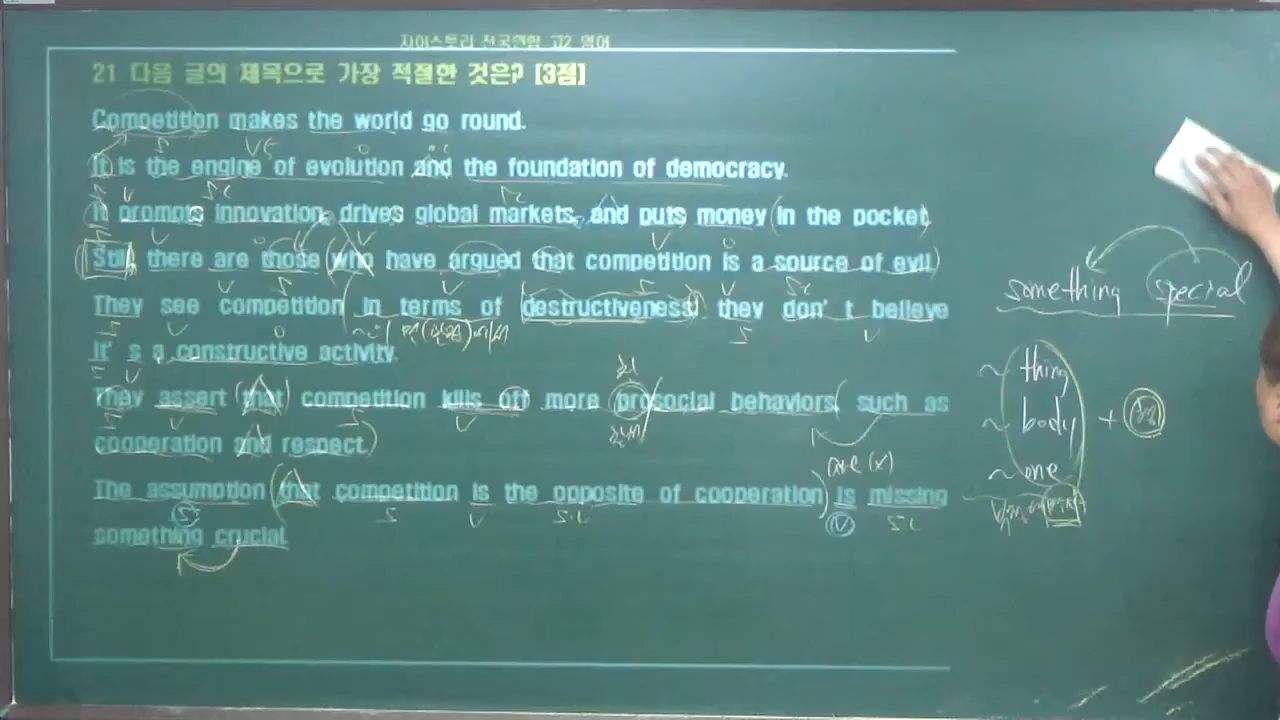 자이스토리 전국연합 고2 영어
21 다음 글의 제목으로 가장 적절한 것은? [3점]
Competition makes the world go round.
It is the engine of evolution and the foundation of democracy.
It prompts innovation, drives global markets, and puts money in the pocket.
Still, there are those who have argued that competition is a source of evil.
They see competition in terms of destructiveness; they don't believe
it's a constructive activity.
They assert that competition kills off more prosocial behaviors, such as
cooperation and respect.
are (x)
The assumption that competition is the opposite of cooperation is missing
something crucial.
something special
~ thing
~ body
~ one